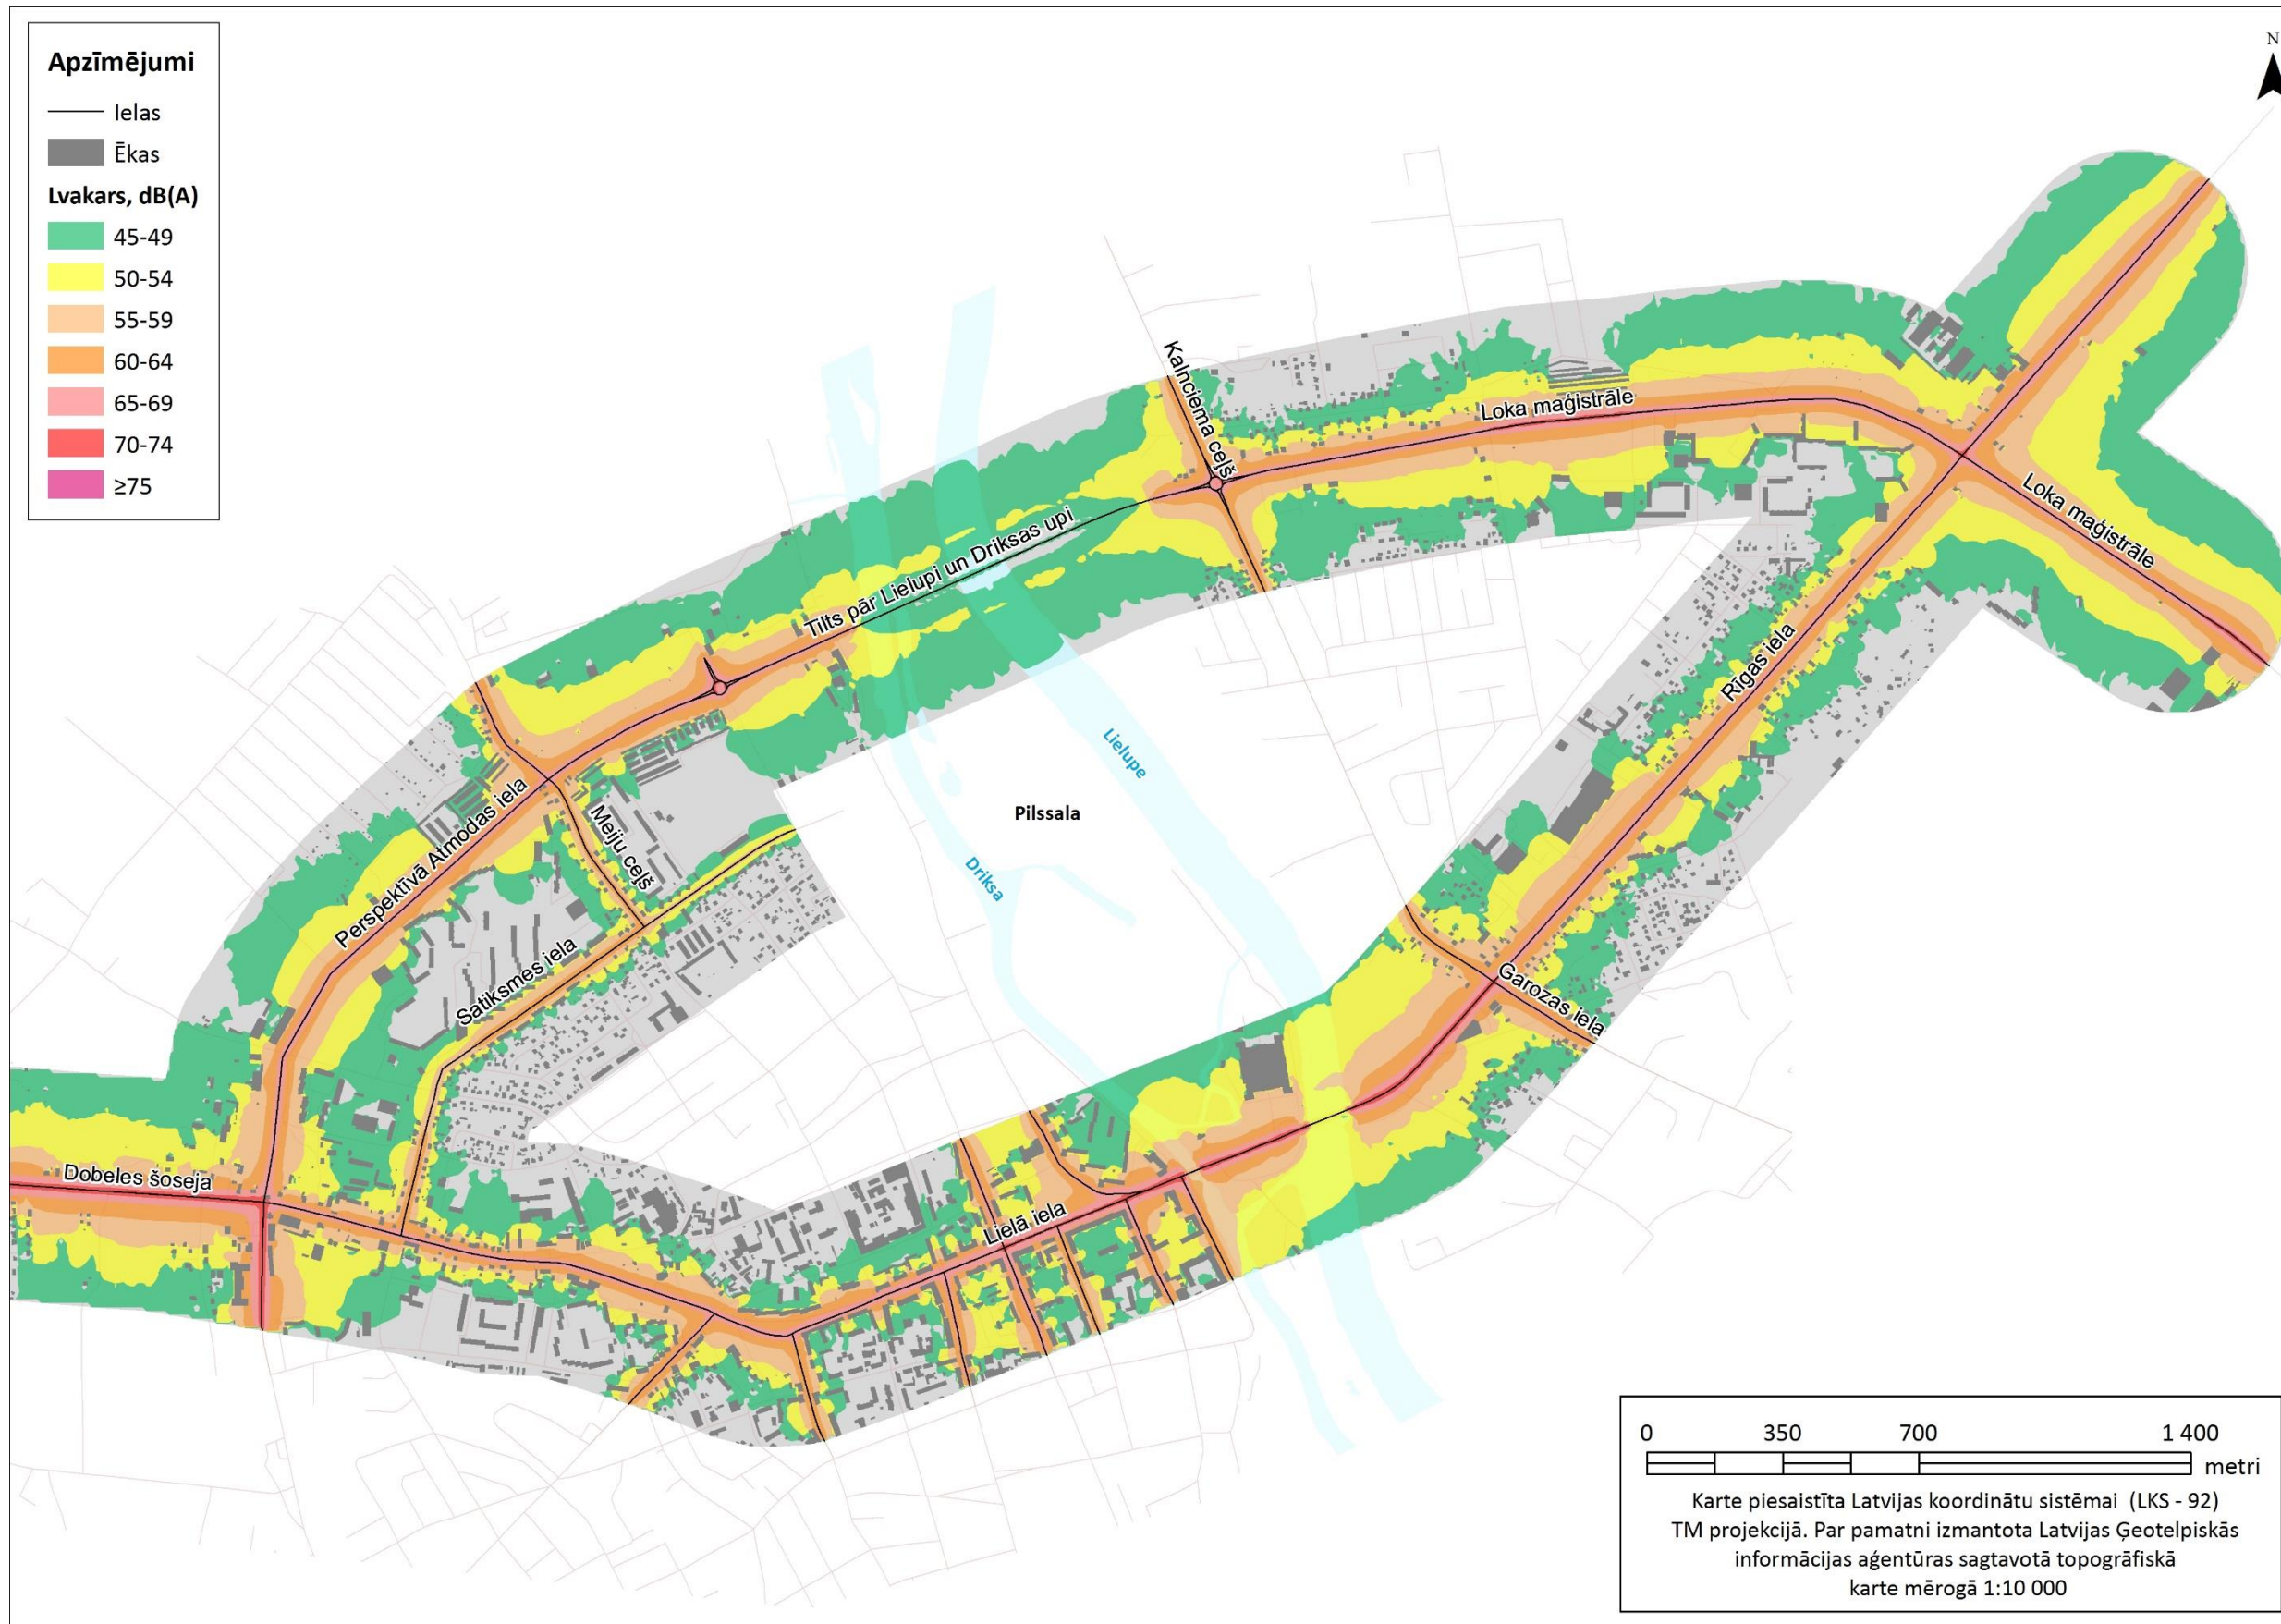 Apzīmējumi
Ielas
Ēkas
Lvakars, dB(A)
45-49
50-54
55-59
60-64
65-69
70-74
≥75
N
Kalnciema ceļš
Loka maģistrāle
Loka maģistrāle
Tilts pār Lielupi un Driksas upi
Rīgas iela
Lielupe
Pilssala
Driksa
Meiju ceļš
Perspektīvā Atmodas iela
Satiksmes iela
Garozas iela
Dobeles šoseja
Lielā iela
0 350 700 1 400
metri
Karte piesaistīta Latvijas koordinātu sistēmai (LKS - 92)
TM projekcijā. Par pamatni izmantota Latvijas Ģeotelpiskās
informācijas aģentūras sagtavotā topogrāfiskā
karte mērogā 1:10 000